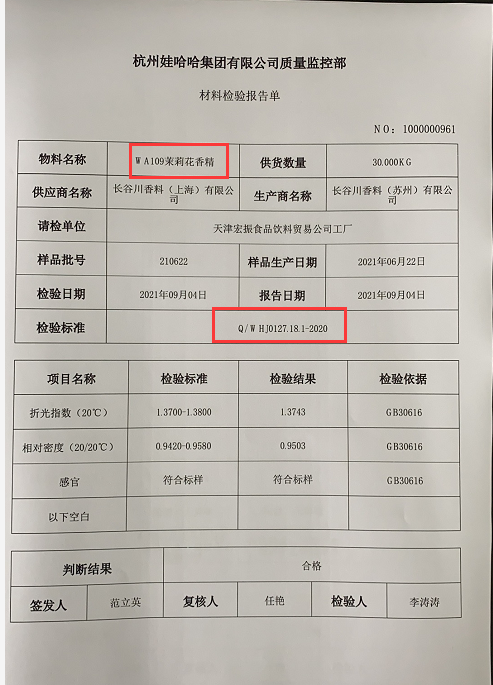 杭州娃哈哈集团有限公司质量监控部
材料检验报告单
NO：1000000961
物料名称 WA109茉莉花香精 供货数量 30.000KG
供应商名称 长谷川香料（上海）有限公司 生产商名称 长谷川香料（苏州）有限公司
请检单位 天津宏振食品饮料贸易公司工厂
样品批号 210622 样品生产日期 2021年06月22日
检验日期 2021年09月04日 报告日期 2021年09月04日
检验标准 Q/WHJ0127.18.1-2020
项目名称 检验标准 检验结果 检验依据
折光指数（20℃） 1.3700-1.3800 1.3743 GB30616
相对密度（20/20℃） 0.9420-0.9580 0.9503 GB30616
感官 符合标样 符合标样 GB30616
以下空白
判断结果 合格
签发人 范立英 复核人 任艳 检验人 李涛涛